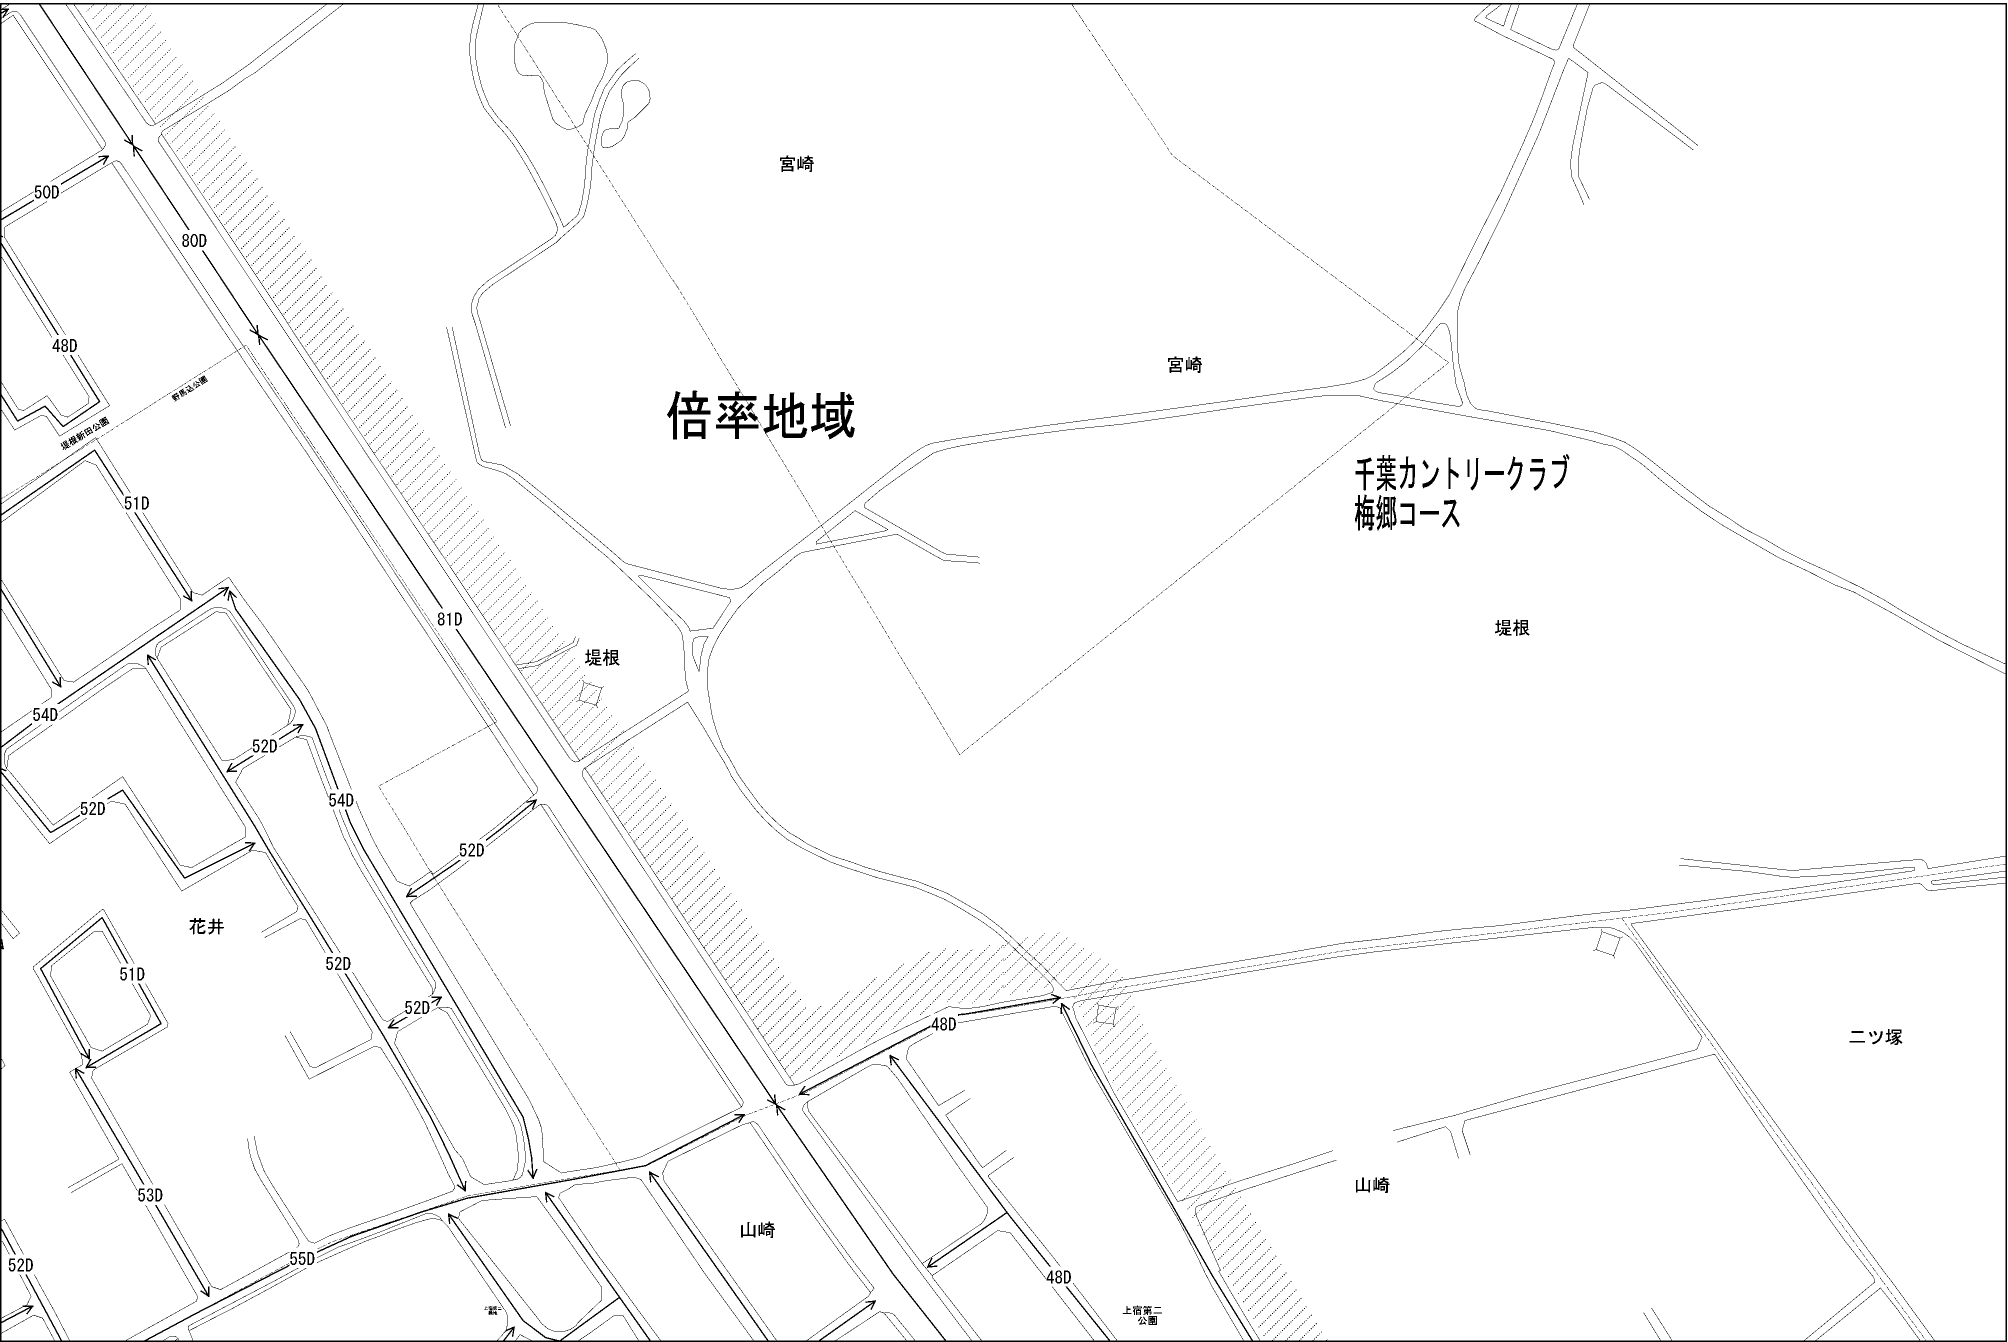 宮崎
50D
80D
48D
宮崎
野馬込公園
倍率地域
堤根新田公園
千葉カントリークラブ
梅郷コース
51D
81D
堤根
堤根
54D
52D
54D
52D
52D
花井
52D
51D
52D
48D
二ツ塚
山崎
53D
山崎
55D
52D
48D
上宿第二
公園